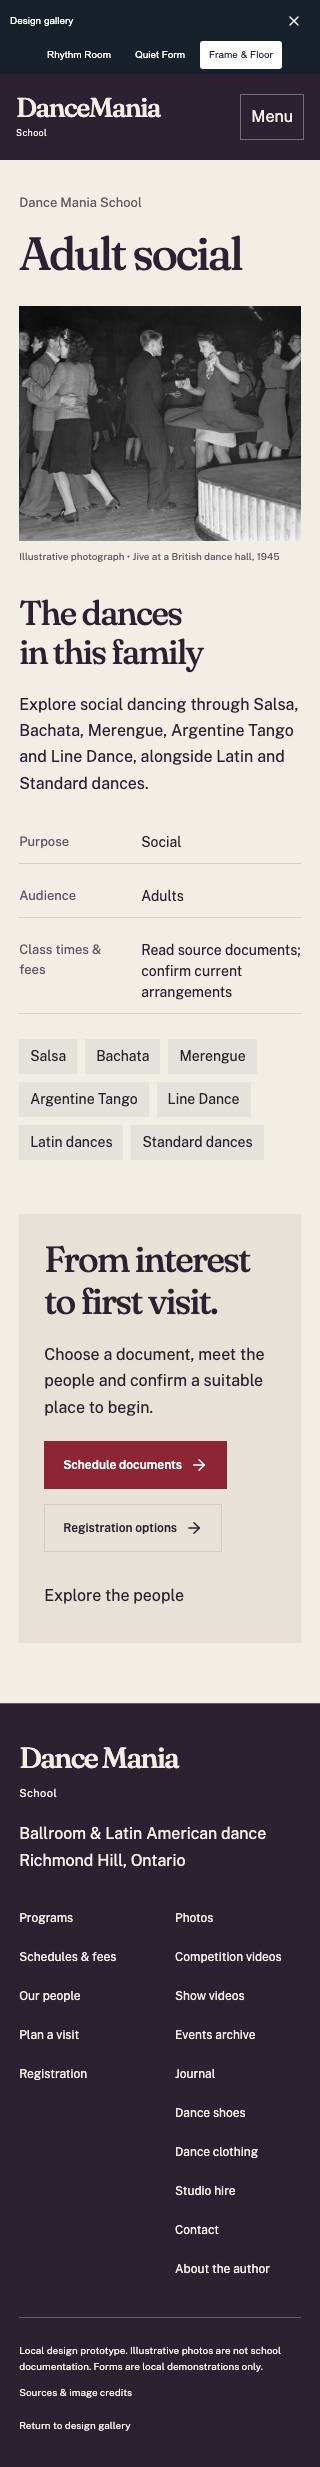 Design gallery
Rhythm Room Quiet Form Frame & Floor
DanceMania
School
Menu
Dance Mania School
Adult social
Illustrative photograph • Jive at a British dance hall, 1945
The dances
in this family
Explore social dancing through Salsa,
Bachata, Merengue, Argentine Tango
and Line Dance, alongside Latin and
Standard dances.
Purpose Social
Audience Adults
Class times &
fees
Read source documents;
confirm current
arrangements
Salsa Bachata Merengue
Argentine Tango Line Dance
Latin dances Standard dances
From interest
to first visit.
Choose a document, meet the
people and confirm a suitable
place to begin.
Schedule documents →
Registration options →
Explore the people
Dance Mania
School
Ballroom & Latin American dance
Richmond Hill, Ontario
Programs
Schedules & fees
Our people
Plan a visit
Registration
Photos
Competition videos
Show videos
Events archive
Journal
Dance shoes
Dance clothing
Studio hire
Contact
About the author
Local design prototype. Illustrative photos are not school
documentation. Forms are local demonstrations only.
Sources & image credits
Return to design gallery